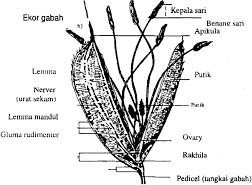 Ekor gabah
Kepala sari
Benang sari
Apikula
Lemma
Putik
Nerver
(urat sekam)
Putik
Lemma mandul
Gluma rudimenter
Ovary
Rakhila
Pedicel (tangkai gabah)